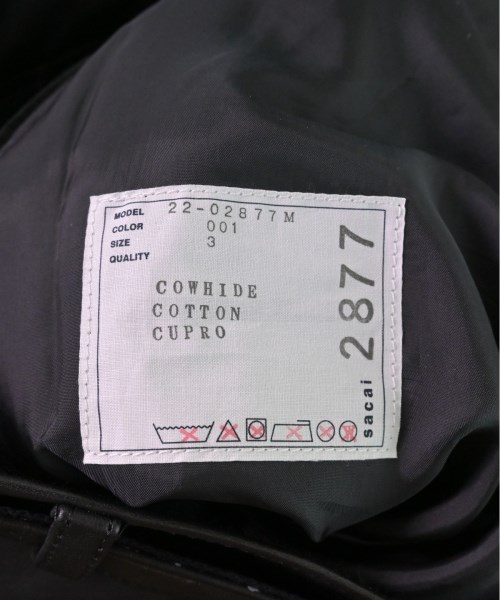 MODEL 22-02877M
COLOR 001
SIZE 3
QUALITY
COWHIDE
COTTON
CUPRO
sacai 2877